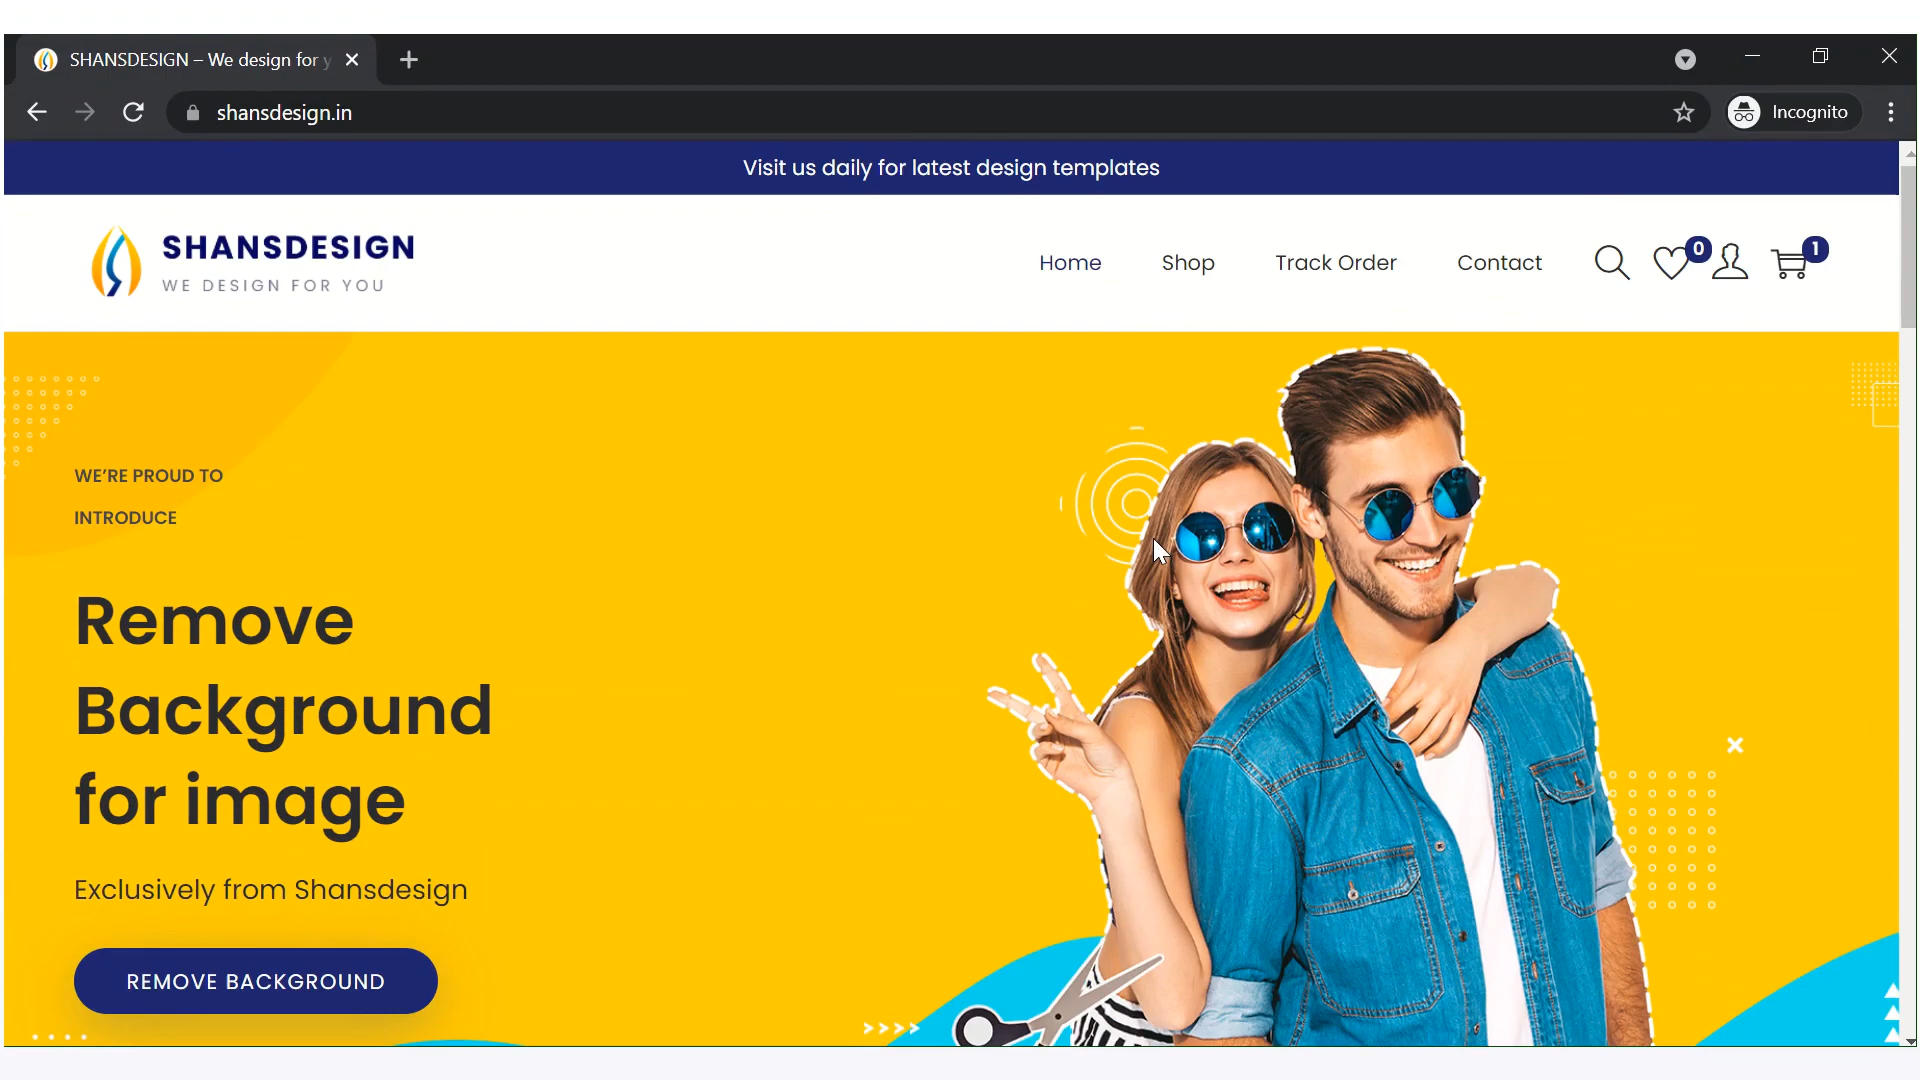 SHANSDESIGN – We design for y
shansdesign.in
Incognito
Visit us daily for latest design templates
SHANSDESIGN
WE DESIGN FOR YOU
Home
Shop
Track Order
Contact
0
1
WE’RE PROUD TO
INTRODUCE
Remove
Background
for image
Exclusively from Shansdesign
REMOVE BACKGROUND